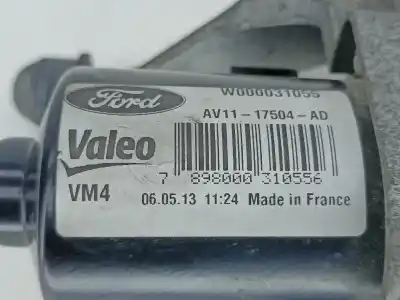 W000031055
Ford
AV11-17504-AD
Valeo
7 898000 310556
VM4 06.05.13 11:24 Made in France